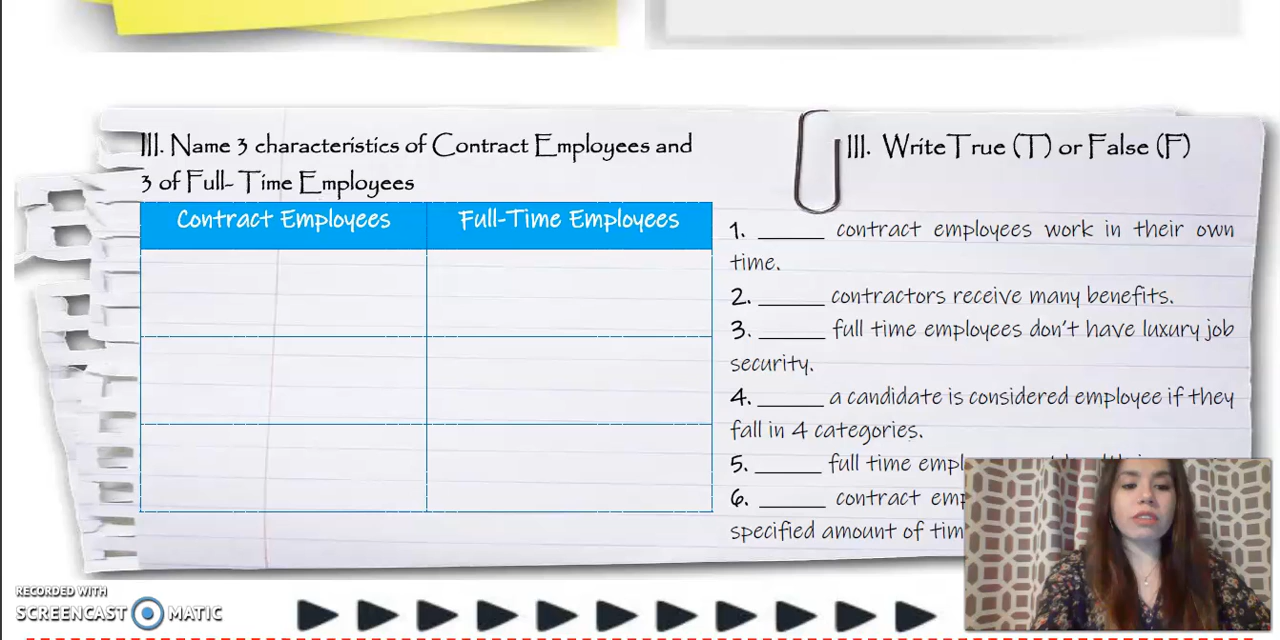 III. Name 3 characteristics of Contract Employees and
3 of Full- Time Employees
Contract Employees
Full-Time Employees
III. Write True (T) or False (F)
1. ______ contract employees work in their own
time.
2. ______ contractors receive many benefits.
3. ______ full time employees don't have luxury job
security.
4. ______ a candidate is considered employee if they
fall in 4 categories.
5. ______ full time
6. ______ contract
specified amount of
RECORDED WITH
SCREENCAST MATIC